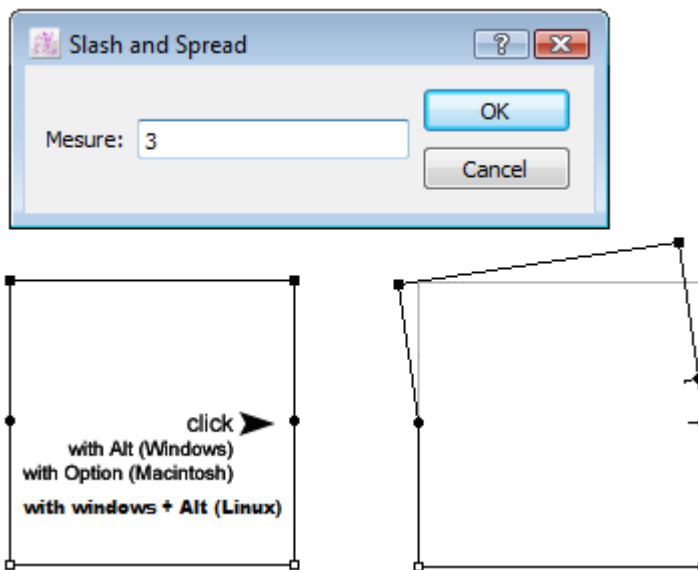 Slash and Spread
OK
Mesure: 3
Cancel
click
with Alt (Windows)
with Option (Macintosh)
with windows + Alt (Linux)